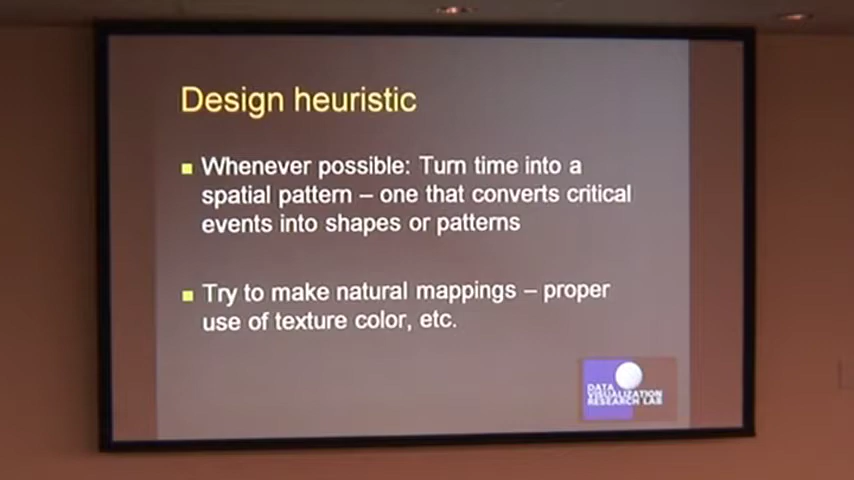 Design heuristic
Whenever possible: Turn time into a
spatial pattern – one that converts critical
events into shapes or patterns
Try to make natural mappings – proper
use of texture color, etc.
DATA
VISUALIZATION
RESEARCH LAB